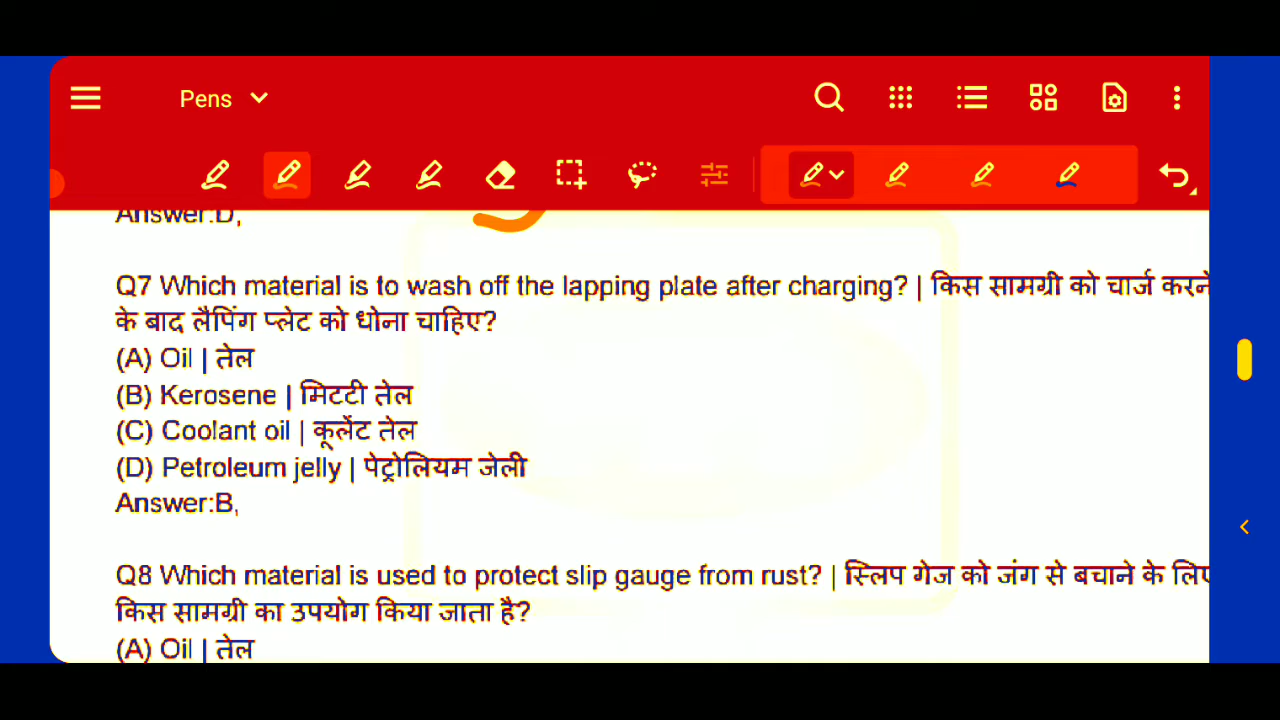 Pens
Answer:D,
Q7 Which material is to wash off the lapping plate after charging? | किस सामग्री को चार्ज करने
के बाद लैपिंग प्लेट को धोना चाहिए?
(A) Oil | तेल
(B) Kerosene | मिटटी तेल
(C) Coolant oil | कूलेंट तेल
(D) Petroleum jelly | पेट्रोलियम जेली
Answer:B,
Q8 Which material is used to protect slip gauge from rust? | स्लिप गेज को जंग से बचाने के लिए
किस सामग्री का उपयोग किया जाता है?
(A) Oil | तेल